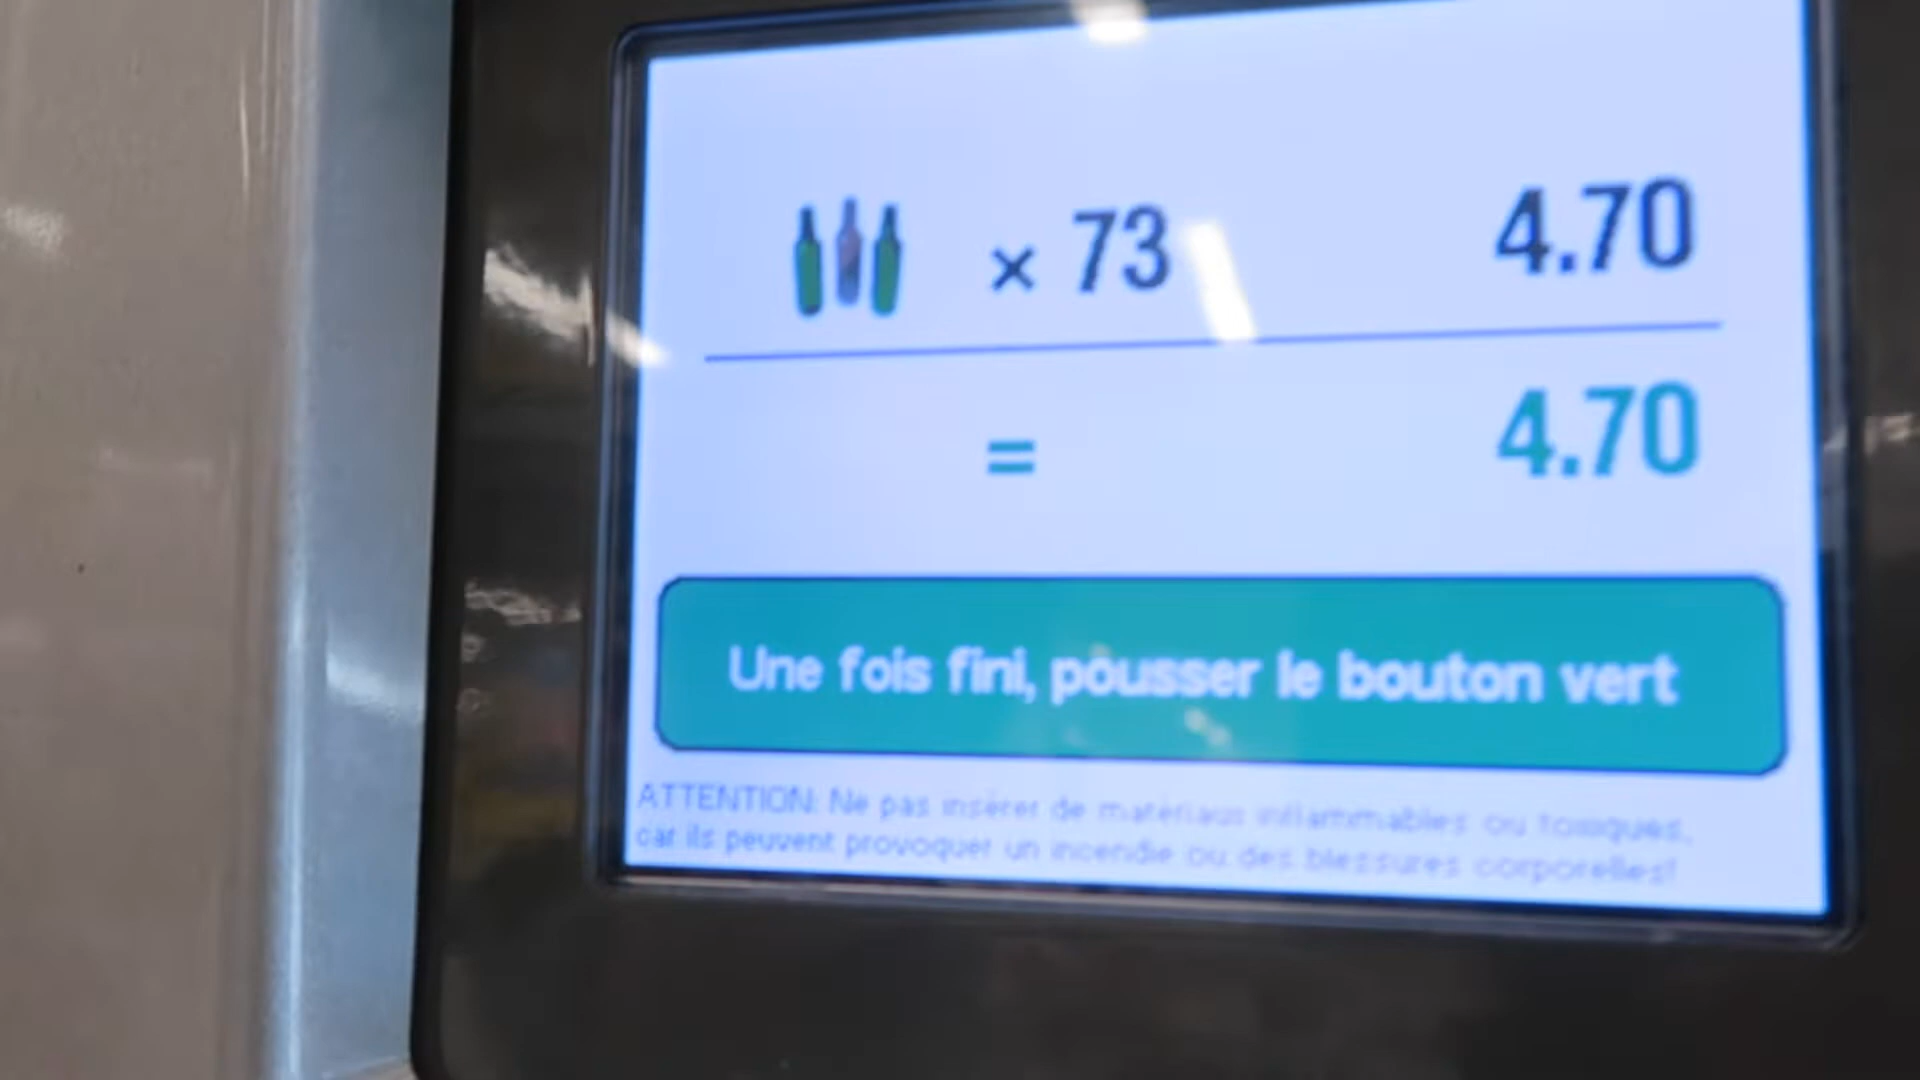 × 73 4.70
= 4.70
Une fois fini, pousser le bouton vert
ATTENTION: Ne pas insérer de matériaux inflammables ou toxiques,
car ils peuvent provoquer un incendie ou des blessures corporelles!